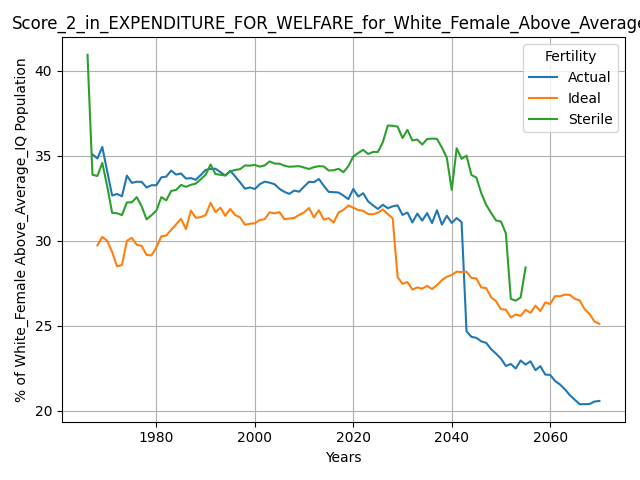 Score_2_in_EXPENDITURE_FOR_WELFARE_for_White_Female_Above_Average
% of White_Female Above_Average_IQ Population
40
35
30
25
20
Fertility
Actual
Ideal
Sterile
1980
2000
2020
2040
2060
Years